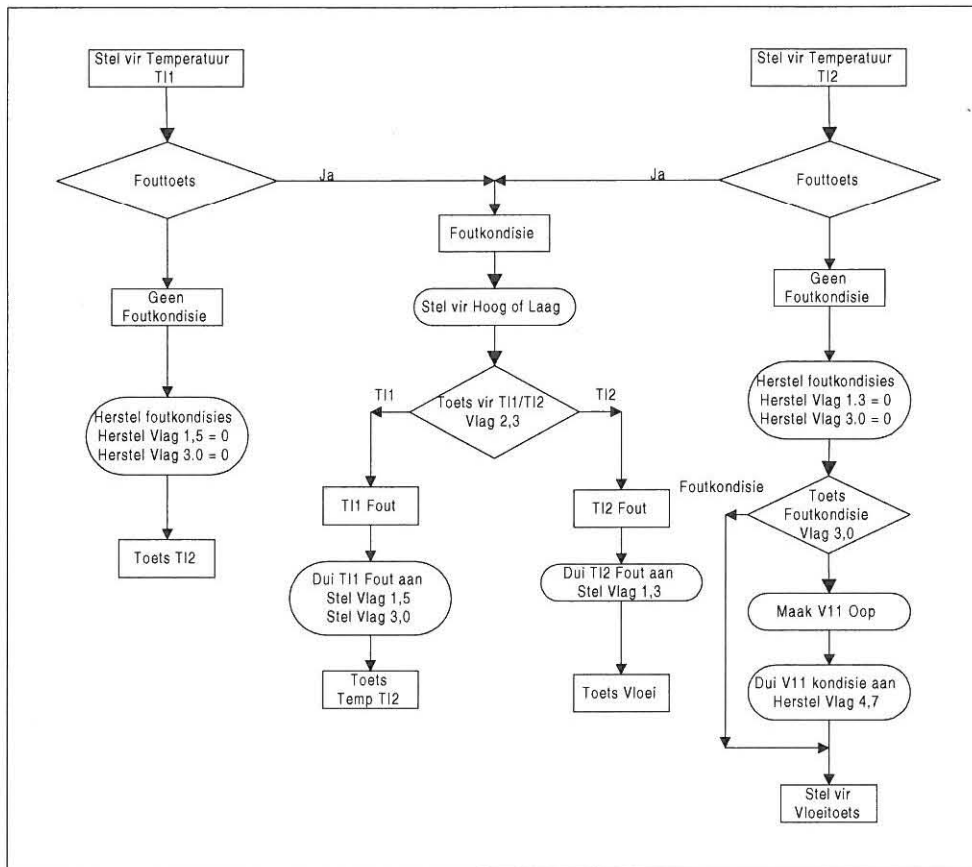 Stel vir Temperatuur
TI1
Fouttoets
Ja
Geen
Foutkondisie
Herstel foutkondisies
Herstel Vlag 1,5 = 0
Herstel Vlag 3.0 = 0
Toets TI2
Foutkondisie
Stel vir Hoog of Laag
Toets vir TI1/TI2
Vlag 2,3
TI1
TI2
TI1 Fout
Dui TI1 Fout aan
Stel Vlag 1,5
Stel Vlag 3,0
Toets
Temp TI2
TI2 Fout
Dui TI2 Fout aan
Stel Vlag 1,3
Toets Vloei
Stel vir Temperatuur
TI2
Fouttoets
Ja
Geen
Foutkondisie
Herstel foutkondisies
Herstel Vlag 1.3 = 0
Herstel Vlag 3.0 = 0
Foutkondisie
Toets
Foutkondisie
Vlag 3,0
Maak V11 Oop
Dui V11 kondisie aan
Herstel Vlag 4,7
Stel vir
Vloeitoets